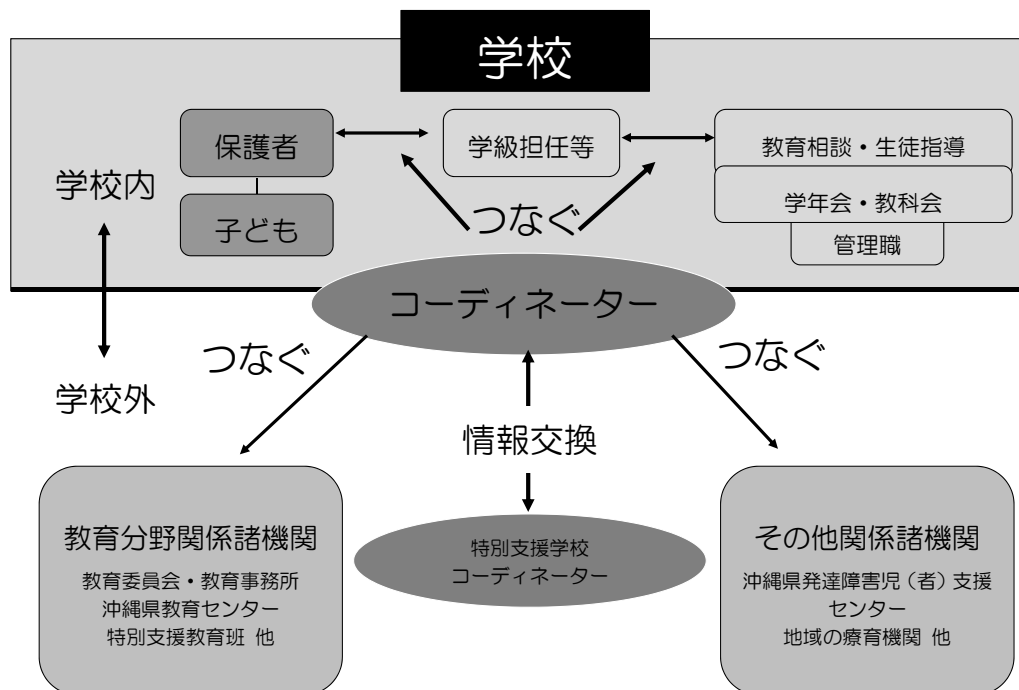 学校
保護者
学級担任等
教育相談・生徒指導
学校内
学年会・教科会
子ども
つなぐ
管理職
コーディネーター
つなぐ
つなぐ
学校外
情報交換
教育分野関係諸機関
教育委員会・教育事務所
沖縄県教育センター
特別支援教育班 他
特別支援学校
コーディネーター
その他関係諸機関
沖縄県発達障害児（者）支援
センター
地域の療育機関 他